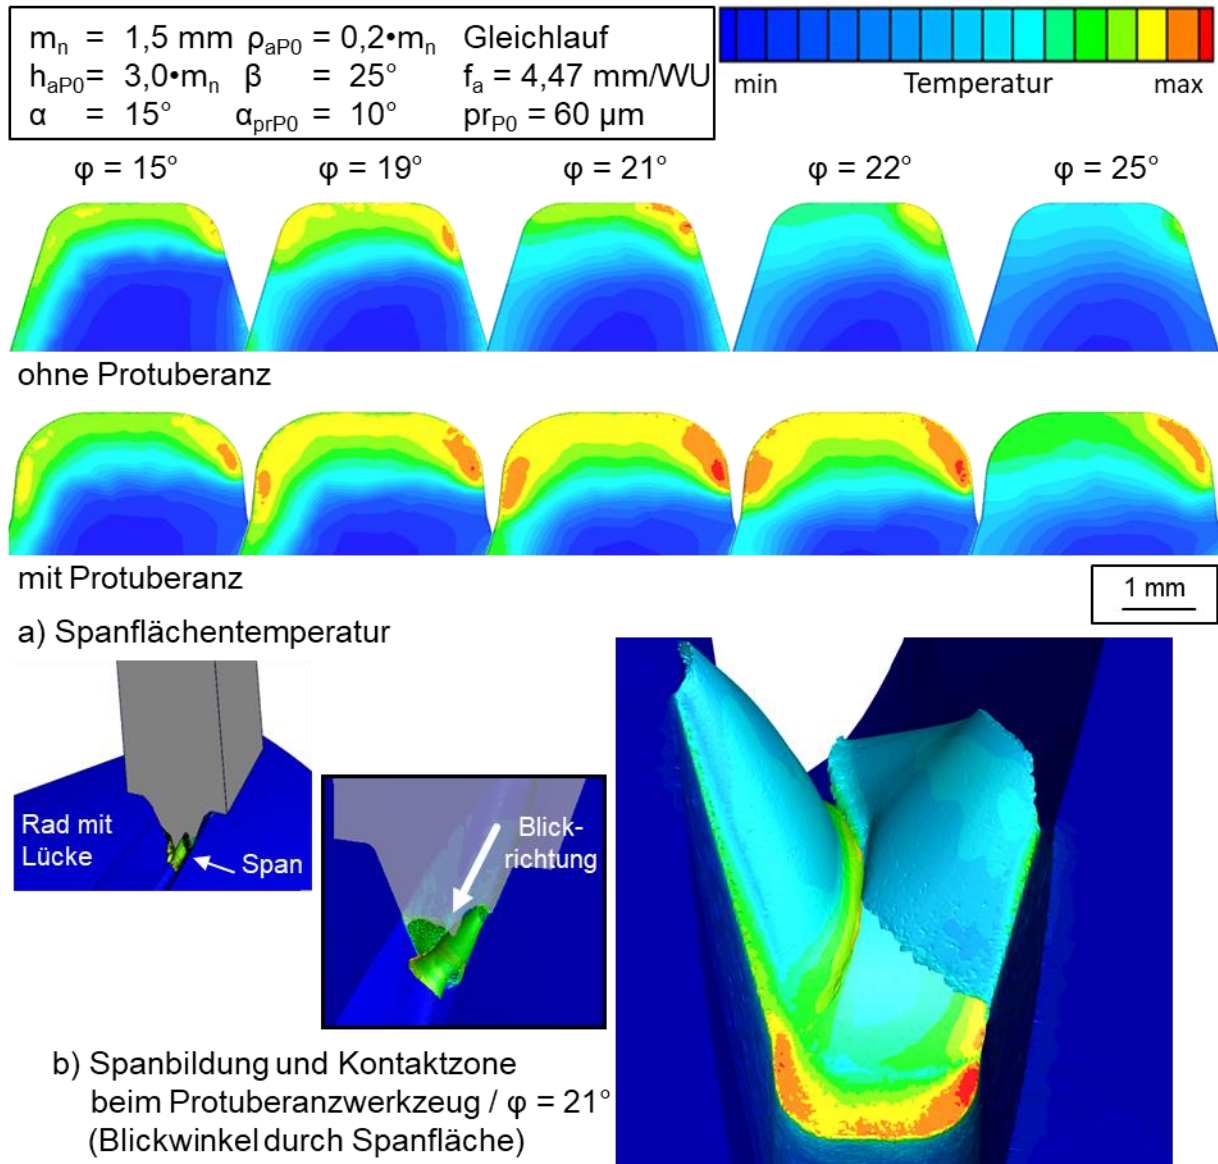 mₙ = 1,5 mm ρₐP0 = 0,2•mₙ Gleichlauf
hₐP0= 3,0•mₙ β = 25° fₐ = 4,47 mm/WU
α = 15° αprP0 = 10° prP0 = 60 µm
min Temperatur max
φ = 15° φ = 19° φ = 21° φ = 22° φ = 25°
ohne Protuberanz
mit Protuberanz
1 mm
a) Spanflächentemperatur
Rad mit
Lücke
Span
Blick-
richtung
b) Spanbildung und Kontaktzone
beim Protuberanzwerkzeug / φ = 21°
(Blickwinkel durch Spanfläche)